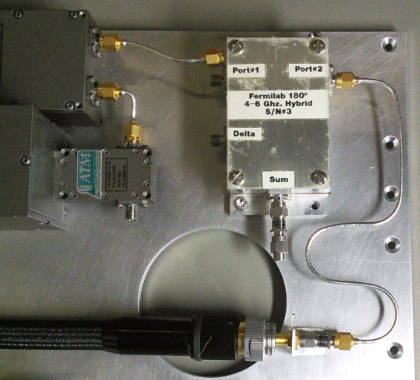 Port#1
Port#2
Fermilab 180°
4-6 Ghz. Hybrid
S/N#3
Delta
Sum
ATM